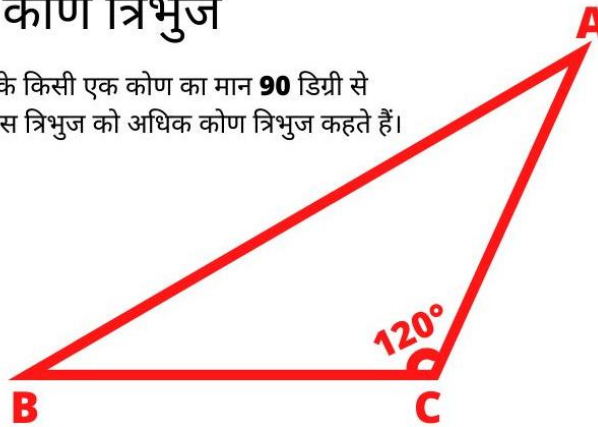 कोण त्रिभुज
के किसी एक कोण का मान 90 डिग्री से
स त्रिभुज को अधिक कोण त्रिभुज कहते हैं।
A
120°
B C